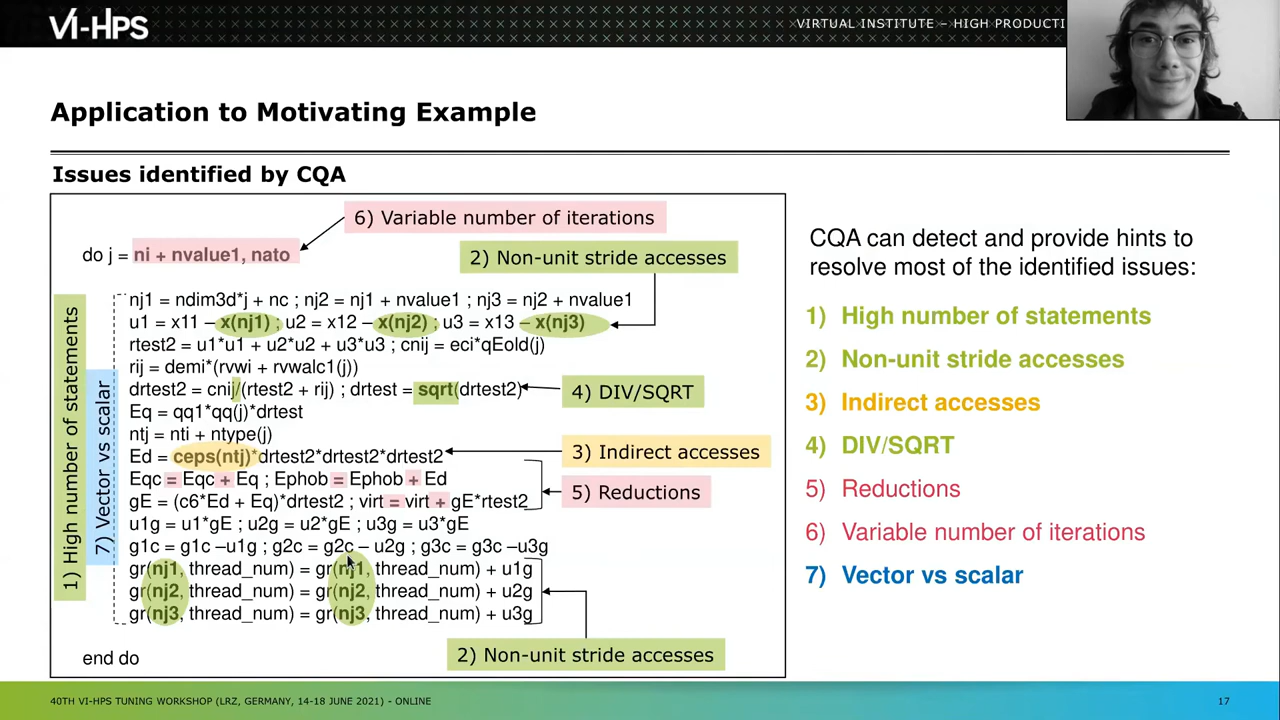 VI-HPS
VIRTUAL INSTITUTE – HIGH PRODUCTI
Application to Motivating Example
Issues identified by CQA
6) Variable number of iterations
do j = ni + nvalue1, nato
2) Non-unit stride accesses
nj1 = ndim3d*j + nc ; nj2 = nj1 + nvalue1 ; nj3 = nj2 + nvalue1
u1 = x11 – x(nj1) ; u2 = x12 – x(nj2) ; u3 = x13 – x(nj3)
rtest2 = u1*u1 + u2*u2 + u3*u3 ; cnij = eci*qEold(j)
rij = demi*(rvwi + rvwalc1(j))
drtest2 = cnij/(rtest2 + rij) ; drtest = sqrt(drtest2)
4) DIV/SQRT
Eq = qq1*qq(j)*drtest
ntj = nti + ntype(j)
Ed = ceps(ntj)*drtest2*drtest2*drtest2
3) Indirect accesses
Eqc = Eqc + Eq ; Ephob = Ephob + Ed
5) Reductions
gE = (c6*Ed + Eq)*drtest2 ; virt = virt + gE*rtest2
u1g = u1*gE ; u2g = u2*gE ; u3g = u3*gE
g1c = g1c –u1g ; g2c = g2c – u2g ; g3c = g3c –u3g
gr(nj1, thread_num) = gr(nj1, thread_num) + u1g
gr(nj2, thread_num) = gr(nj2, thread_num) + u2g
gr(nj3, thread_num) = gr(nj3, thread_num) + u3g
2) Non-unit stride accesses
end do
1) High number of statements
7) Vector vs scalar
CQA can detect and provide hints to
resolve most of the identified issues:
1) High number of statements
2) Non-unit stride accesses
3) Indirect accesses
4) DIV/SQRT
5) Reductions
6) Variable number of iterations
7) Vector vs scalar
40TH VI-HPS TUNING WORKSHOP (LRZ, GERMANY, 14-18 JUNE 2021) - ONLINE
17